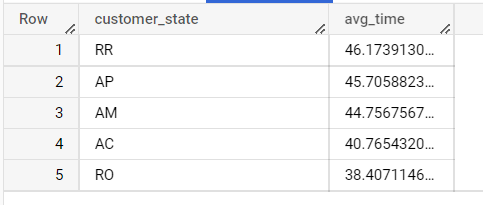 Row customer_state avg_time
1 RR 46.1739130...
2 AP 45.7058823...
3 AM 44.7567567...
4 AC 40.7654320...
5 RO 38.4071146...